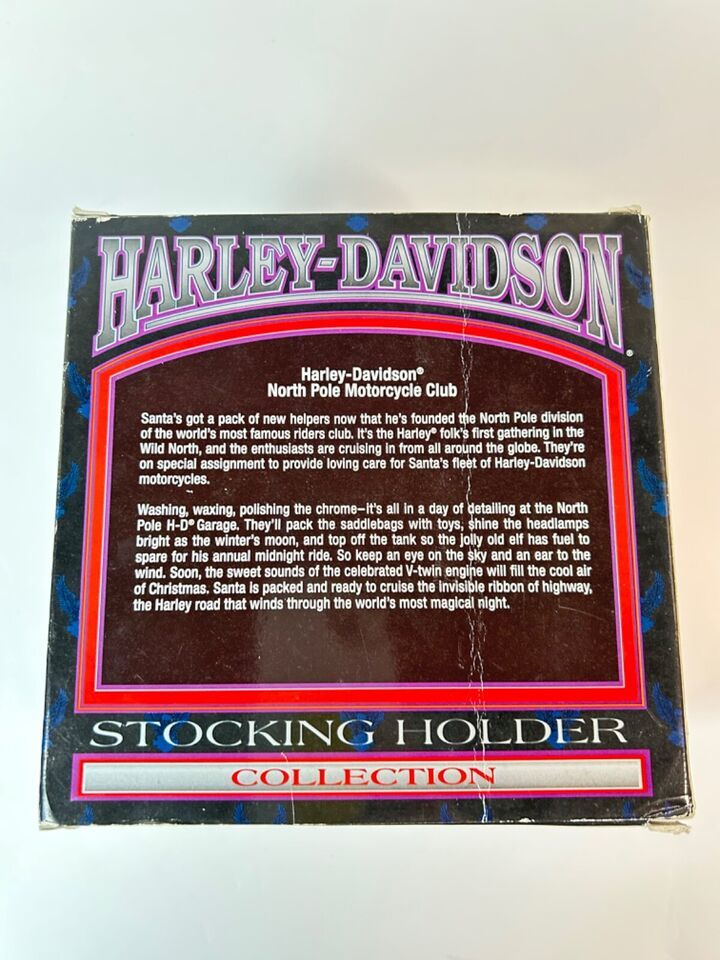 HARLEY-DAVIDSON®
Harley-Davidson®
North Pole Motorcycle Club
Santa's got a pack of new helpers now that he's founded the North Pole division
of the world's most famous riders club. It's the Harley® folk's first gathering in the
Wild North, and the enthusiasts are cruising in from all around the globe. They're
on special assignment to provide loving care for Santa's fleet of Harley-Davidson
motorcycles.
Washing, waxing, polishing the chrome–it's all in a day of detailing at the North
Pole H-D® Garage. They'll pack the saddlebags with toys, shine the headlamps
bright as the winter's moon, and top off the tank so the jolly old elf has fuel to
spare for his annual midnight ride. So keep an eye on the sky and an ear to the
wind. Soon, the sweet sounds of the celebrated V-twin engine will fill the cool air
of Christmas. Santa is packed and ready to cruise the invisible ribbon of highway,
the Harley road that winds through the world's most magical night.
STOCKING HOLDER
COLLECTION